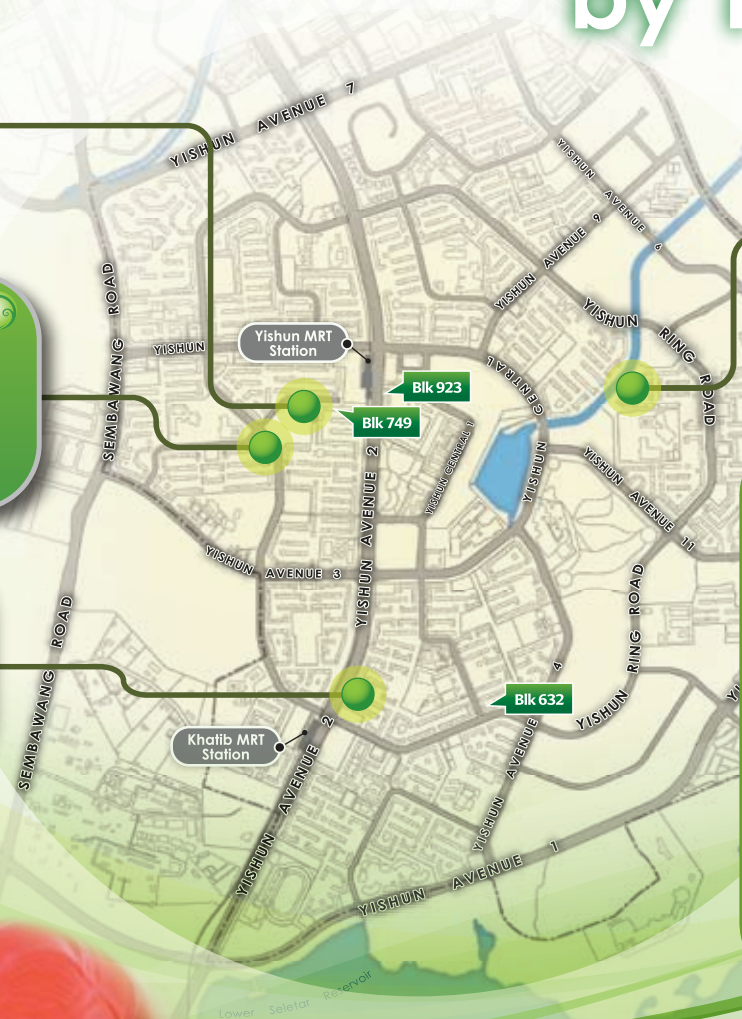 by
YISHUN AVENUE 7
YISHUN AVENUE 6
YISHUN AVENUE 9
SEMBAWANG ROAD
YISHUN RING ROAD
Yishun MRT
Station
YISHUN
YISHUN CENTRAL
Blk 923
Blk 749
YISHUN CENTRAL 1
YISHUN AVENUE 2
YISHUN AVENUE 11
YISHUN AVENUE 3
YISHUN RING ROAD
SEMBAWANG ROAD
Blk 632
YISHUN AVENUE 4
Khatib MRT
Station
YISHUN AVENUE 2
YISHUN AVENUE 1
Lower Seletar Reservoir